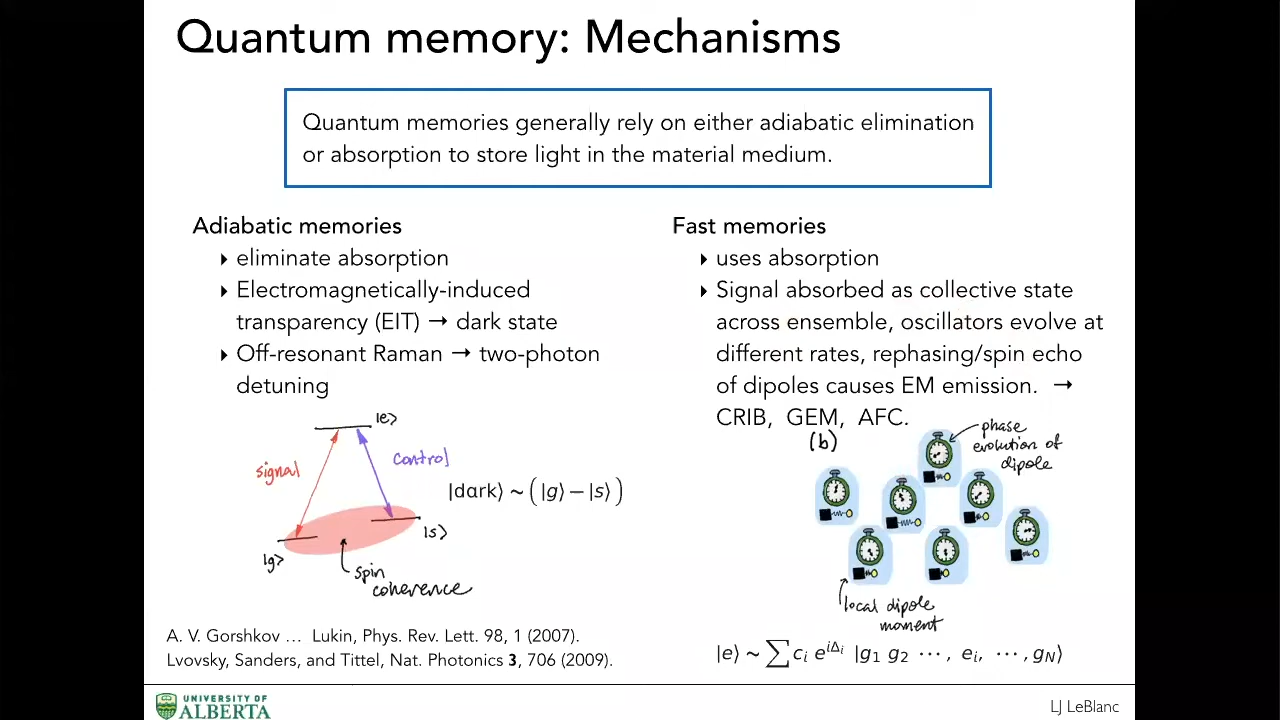 Quantum memory: Mechanisms
Quantum memories generally rely on either adiabatic elimination
or absorption to store light in the material medium.
Adiabatic memories
‣ eliminate absorption
‣ Electromagnetically-induced
transparency (EIT) → dark state
‣ Off-resonant Raman → two-photon
detuning
|e>
signal
control
|dark⟩ ~ (|g⟩ − |s⟩)
|s>
|g>
spin
coherence
A. V. Gorshkov … Lukin, Phys. Rev. Lett. 98, 1 (2007).
Lvovsky, Sanders, and Tittel, Nat. Photonics 3, 706 (2009).
Fast memories
‣ uses absorption
‣ Signal absorbed as collective state
across ensemble, oscillators evolve at
different rates, rephasing/spin echo
of dipoles causes EM emission. →
CRIB, GEM, AFC.
(b)
phase
evolution of
dipole
local dipole
moment
|e⟩ ~ ∑ c_i e^{iΔ_i} |g_1 g_2 ⋯, e_i, ⋯, g_N⟩
UNIVERSITY OF
ALBERTA
LJ LeBlanc